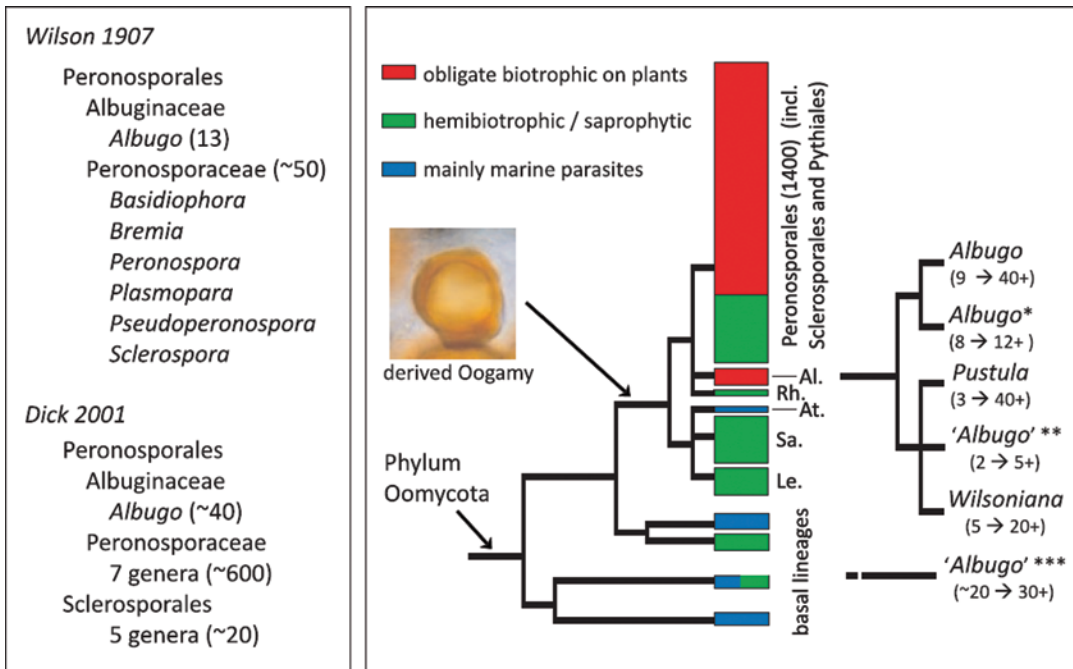 Wilson 1907
Peronosporales
Albuginaceae
Albugo (13)
Peronosporaceae (~50)
Basidiophora
Bremia
Peronospora
Plasmopara
Pseudoperonospora
Sclerospora
Dick 2001
Peronosporales
Albuginaceae
Albugo (~40)
Peronosporaceae
7 genera (~600)
Sclerosporales
5 genera (~20)
obligate biotrophic on plants
hemibiotrophic / saprophytic
mainly marine parasites
derived Oogamy
Phylum
Oomycota
Peronosporales (1400) (incl.
Sclerosporales and Pythiales)
Al.
Rh.
At.
Sa.
Le.
basal lineages
Albugo
(9 → 40+)
Albugo*
(8 → 12+)
Pustula
(3 → 40+)
‘Albugo’ **
(2 → 5+)
Wilsoniana
(5 → 20+)
‘Albugo’ ***
(~20 → 30+)